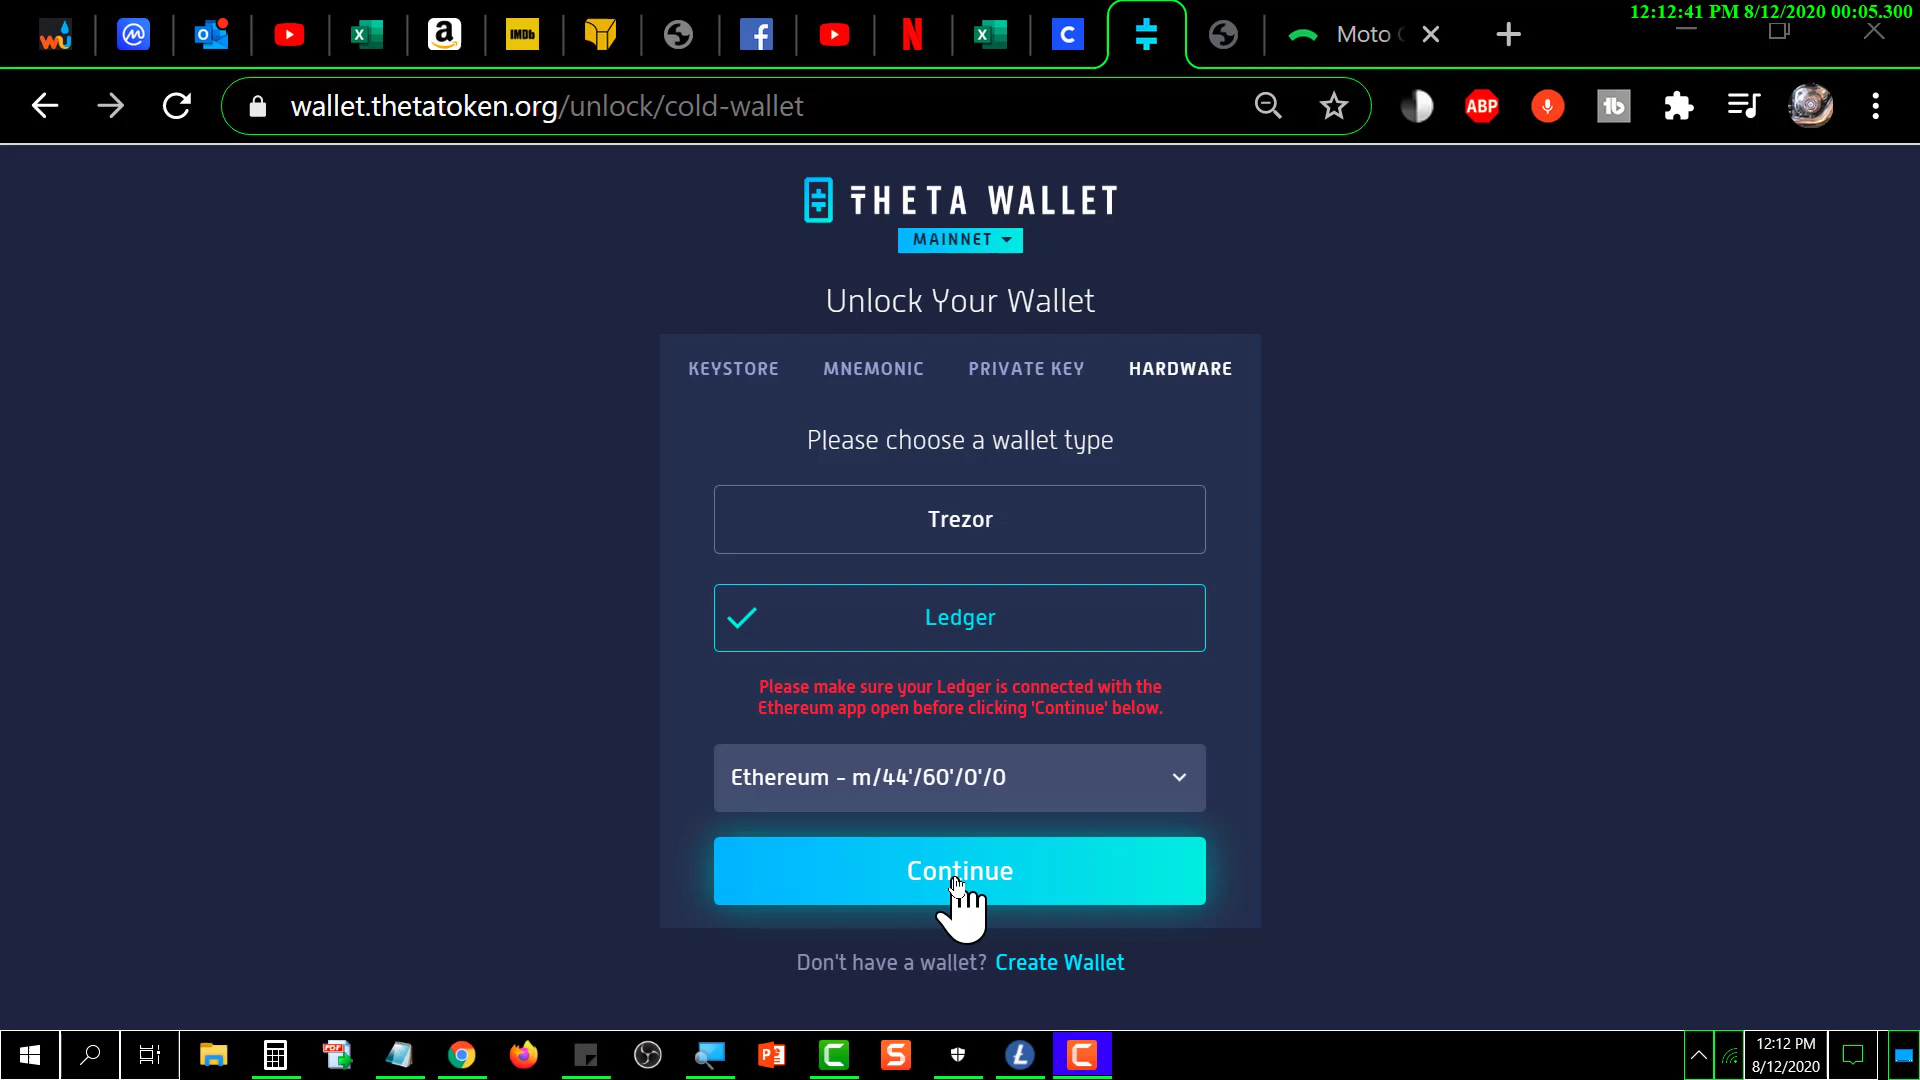 12:12:41 PM 8/12/2020 00:05.300
IMDb
Moto
wallet.thetatoken.org/unlock/cold-wallet
ABP
THETA WALLET
MAINNET
Unlock Your Wallet
KEYSTORE MNEMONIC PRIVATE KEY HARDWARE
Please choose a wallet type
Trezor
Ledger
Please make sure your Ledger is connected with the
Ethereum app open before clicking 'Continue' below.
Ethereum - m/44'/60'/0'/0
Continue
Don't have a wallet? Create Wallet
12:12 PM
8/12/2020